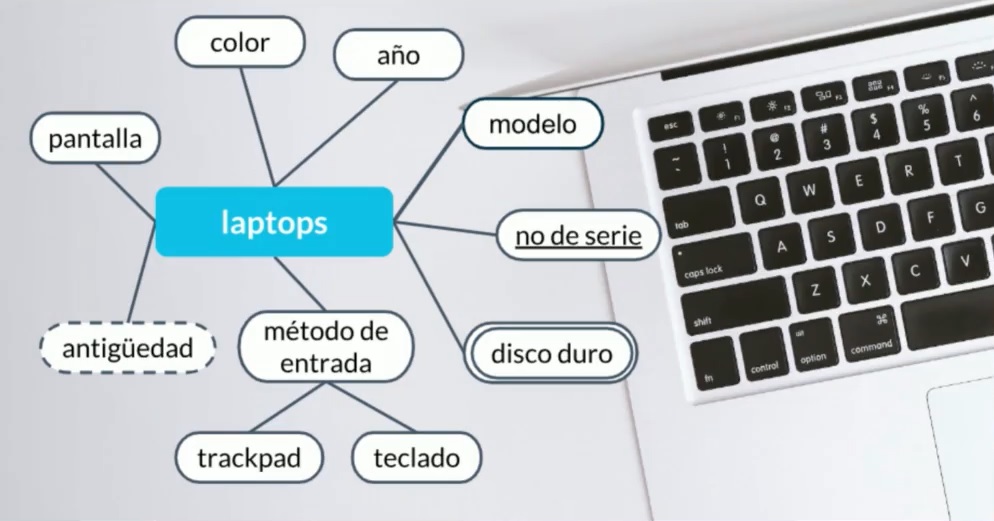 color
año
modelo
pantalla
laptops
no de serie
método de
entrada
antigüedad
disco duro
trackpad
teclado
esc
F1
F2
F3
F4
F5
~
!
1
@
2
#
3
$
4
%
5
^
6
tab
Q
W
E
R
T
caps lock
A
S
D
F
G
shift
Z
X
C
V
fn
control
alt
option
⌘
command